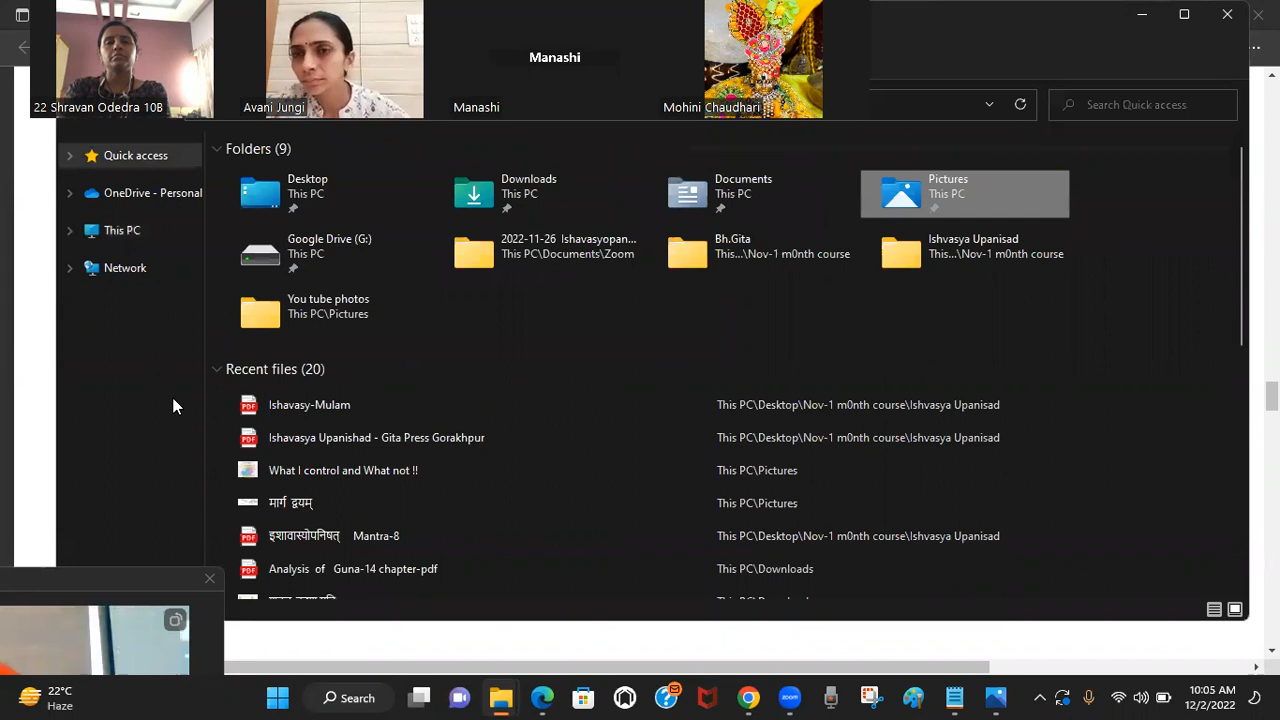 Manashi
22 Shravan Odedra 10B
Avani Jungi
Manashi
Mohini Chaudhari
Search Quick access
Quick access
OneDrive - Personal
This PC
Network
Folders (9)
Desktop
This PC
Downloads
This PC
Documents
This PC
Pictures
This PC
Google Drive (G:)
This PC
2022-11-26 Ishavasyopan...
This PC\Documents\Zoom
Bh.Gita
This...\Nov-1 m0nth course
Ishvasya Upanisad
This...\Nov-1 m0nth course
You tube photos
This PC\Pictures
Recent files (20)
Ishavasy-Mulam This PC\Desktop\Nov-1 m0nth course\Ishvasya Upanisad
Ishavasya Upanishad - Gita Press Gorakhpur This PC\Desktop\Nov-1 m0nth course\Ishvasya Upanisad
What I control and What not !! This PC\Pictures
मार्ग द्वयम् This PC\Pictures
इशावास्योपनिषत् Mantra-8 This PC\Desktop\Nov-1 m0nth course\Ishvasya Upanisad
Analysis of Guna-14 chapter-pdf This PC\Downloads
22°C
Haze
Search
zoom
10:05 AM
12/2/2022